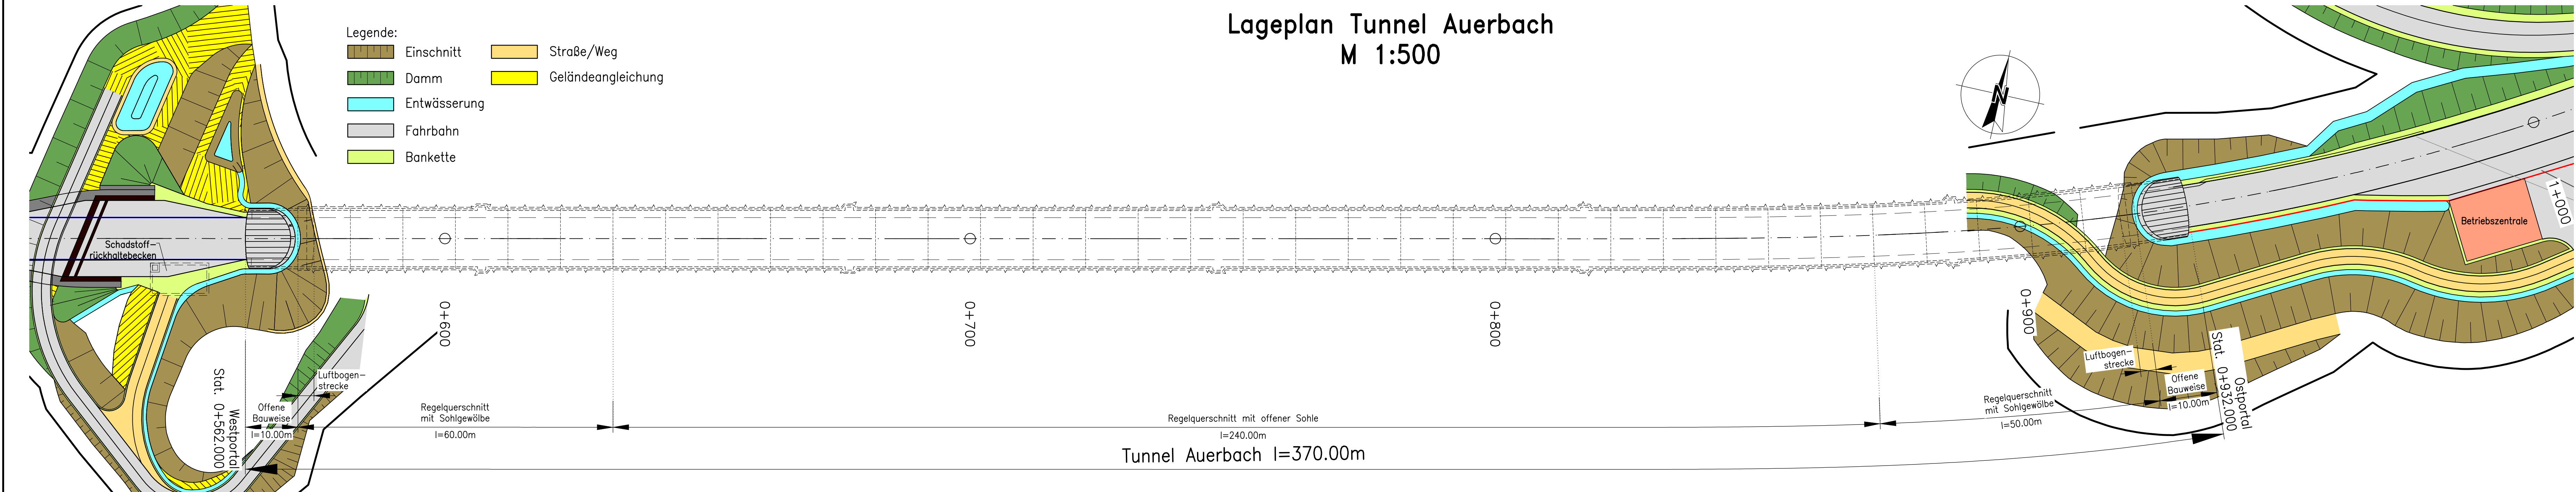 Lageplan Tunnel Auerbach
M 1:500
Legende:
Einschnitt
Damm
Entwässerung
Fahrbahn
Bankette
Straße/Weg
Geländeangleichung
N
Schadstoff-
rückhaltebecken
Betriebszentrale
1+000
0+600
0+700
0+800
0+900
Luftbogen-
strecke
Luftbogen-
strecke
Stat. 0+562.000
Westportal
Offene
Bauweise
l=10.00m
Regelquerschnitt
mit Sohlgewölbe
l=60.00m
Regelquerschnitt mit offener Sohle
l=240.00m
Regelquerschnitt
mit Sohlgewölbe
l=50.00m
Offene
Bauweise
l=10.00m
Stat. 0+932.000
Ostportal
Tunnel Auerbach l=370.00m